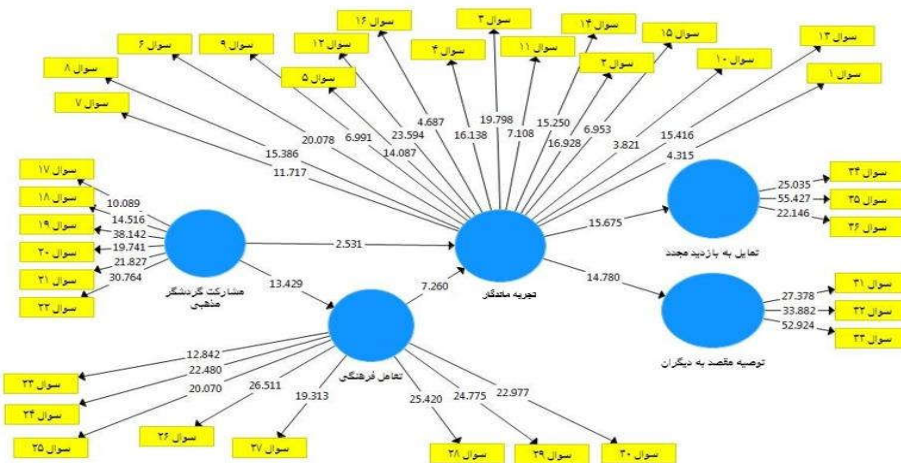 سوال ۱۶
سوال ۳
سوال ۱۴
سوال ۶
سوال ۹
سوال ۱۲
سوال ۴
سوال ۱۱
سوال ۱۵
سوال ۱۳
سوال ۸
سوال ۵
سوال ۲
سوال ۱۰
سوال ۱
سوال ۷
4.687
19.798
15.250
20.078
6.991
23.594
16.138
7.108
6.953
14.087
16.928
3.821
15.416
15.386
4.315
11.717
سوال ۱۷
سوال ۱۸
سوال ۱۹
سوال ۲۰
سوال ۲۱
سوال ۲۲
10.089
14.516
38.142
19.741
21.827
30.764
مشارکت گردشگر
مذهبی
2.531
13.429
7.260
تجربه ماندگار
15.675
14.780
25.035
55.427
22.146
سوال ۳۴
سوال ۳۵
سوال ۳۶
تمایل به بازدید مجدد
27.378
33.882
52.924
سوال ۳۱
سوال ۳۲
سوال ۳۳
توصیه مقصد به دیگران
تعامل فرهنگی
12.842
22.480
20.070
26.511
19.313
25.420
24.775
22.977
سوال ۲۳
سوال ۲۴
سوال ۲۵
سوال ۲۶
سوال ۲۷
سوال ۲۸
سوال ۲۹
سوال ۳۰